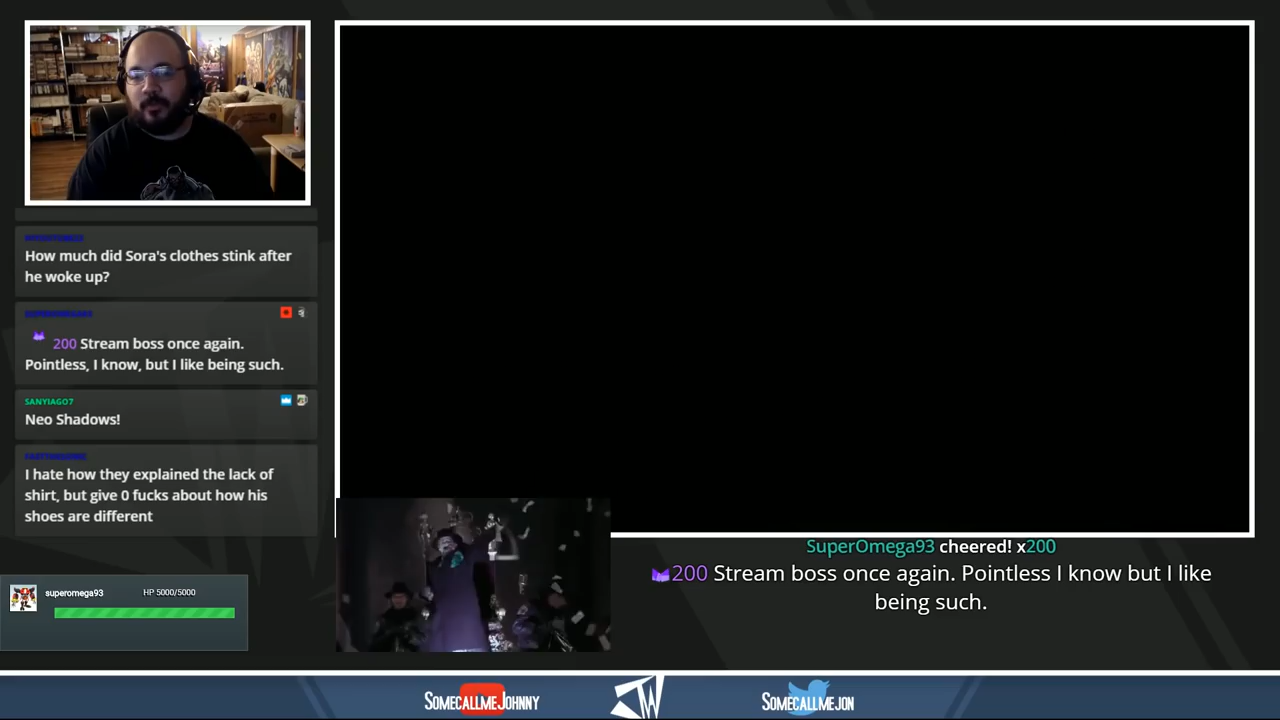 How much did Sora's clothes stink after
he woke up?
200 Stream boss once again.
Pointless, I know, but I like being such.
SANYIAGO7
Neo Shadows!
I hate how they explained the lack of
shirt, but give 0 fucks about how his
shoes are different
superomega93 HP 5000/5000
SuperOmega93 cheered! x200
200 Stream boss once again. Pointless I know but I like
being such.
SOMECALLMEJOHNNY
SOMECALLMEJON